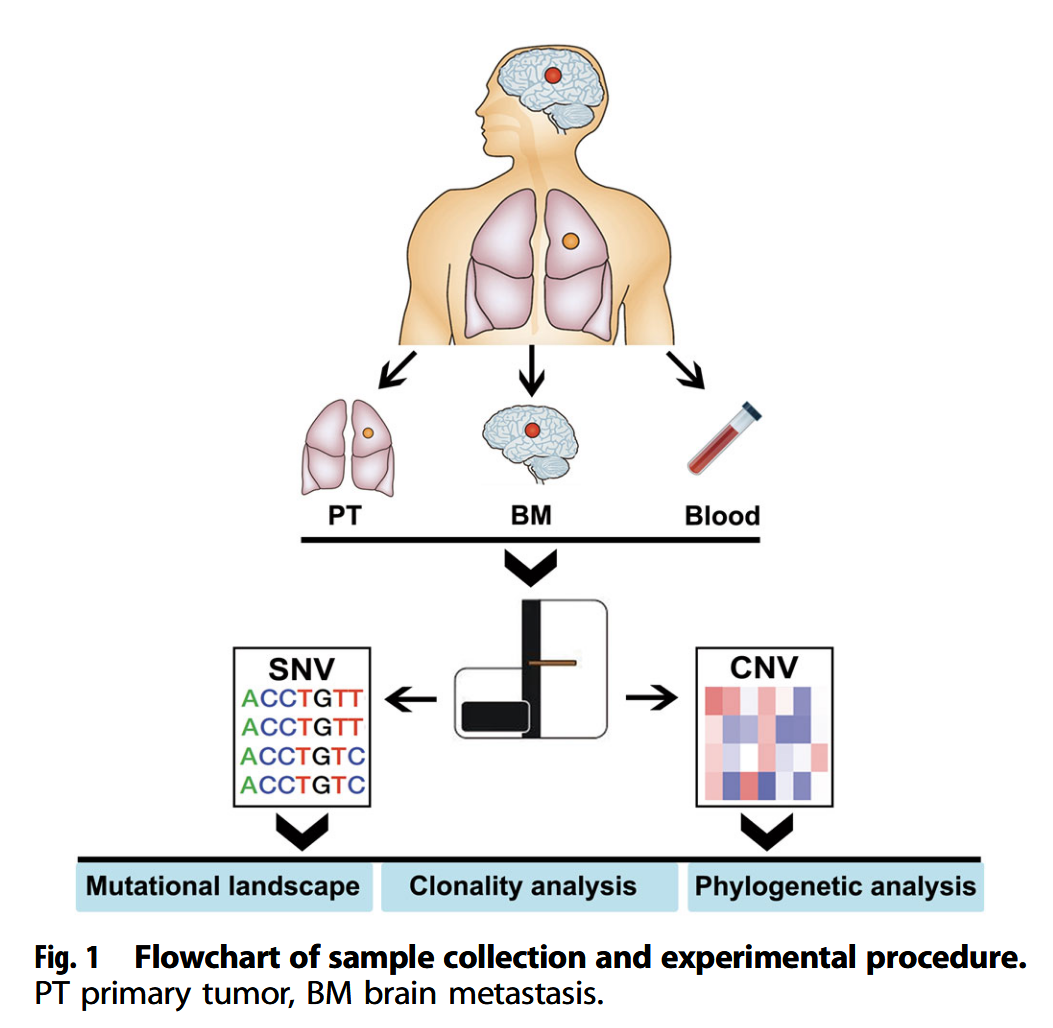 PT
BM
Blood
SNV
ACCTGTT
ACCTGTT
ACCTGTC
ACCTGTC
CNV
Mutational landscape
Clonality analysis
Phylogenetic analysis
Fig. 1 Flowchart of sample collection and experimental procedure.
PT primary tumor, BM brain metastasis.